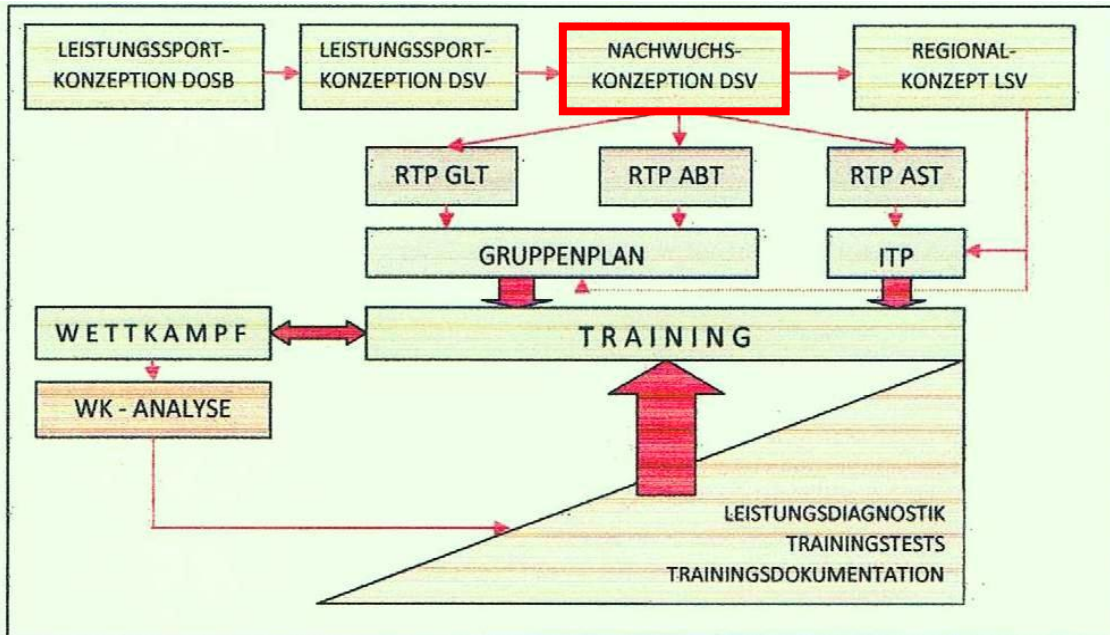 LEISTUNGSSPORT-
KONZEPTION DOSB
LEISTUNGSSPORT-
KONZEPTION DSV
NACHWUCHS-
KONZEPTION DSV
REGIONAL-
KONZEPT LSV
RTP GLT
RTP ABT
RTP AST
GRUPPENPLAN
ITP
WETTKAMPF
TRAINING
WK - ANALYSE
LEISTUNGSDIAGNOSTIK
TRAININGSTESTS
TRAININGSDOKUMENTATION